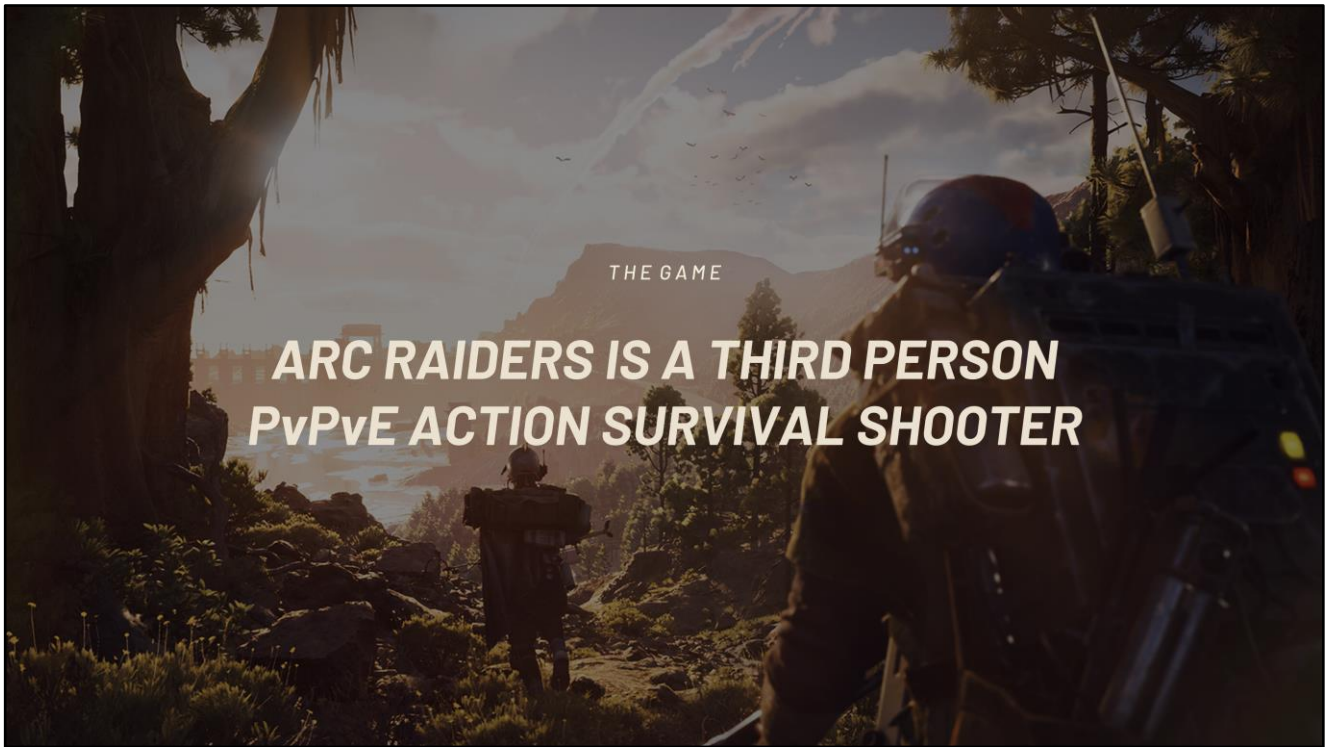 THE GAME
ARC RAIDERS IS A THIRD PERSON
PvPvE ACTION SURVIVAL SHOOTER